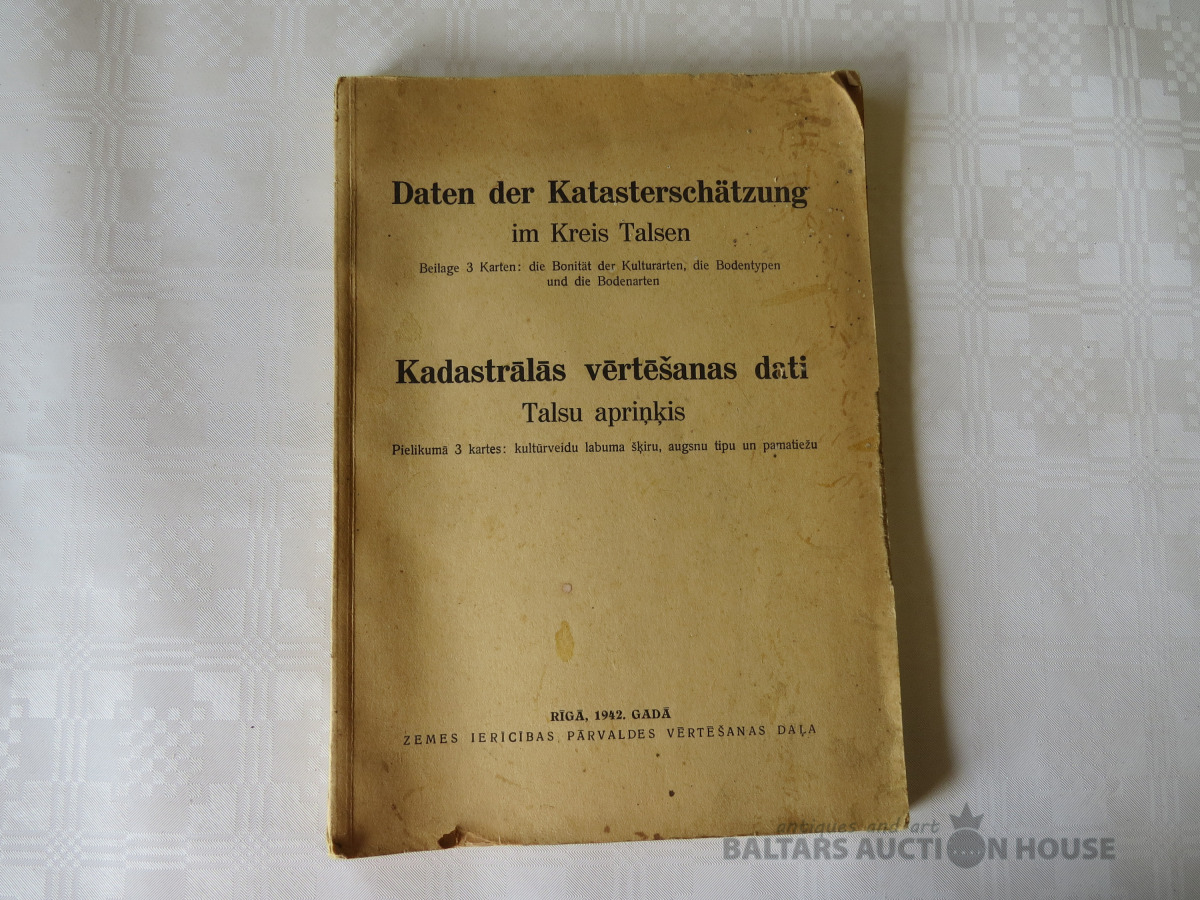 Daten der Katasterschätzung
im Kreis Talsen
Beilage 3 Karten: die Bonität der Kulturarten, die Bodentypen
und die Bodenarten
Kadastrālās vērtēšanas dati
Talsu apriņķis
Pielikumā 3 kartes: kultūrveidu labuma šķiru, augsnu tipu un pamatiežu
RĪGĀ, 1942. GADĀ
ZEMES IERĪCĪBAS PĀRVALDES VĒRTĒŠANAS DAĻA
antiques and art
BALTARS AUCTION HOUSE